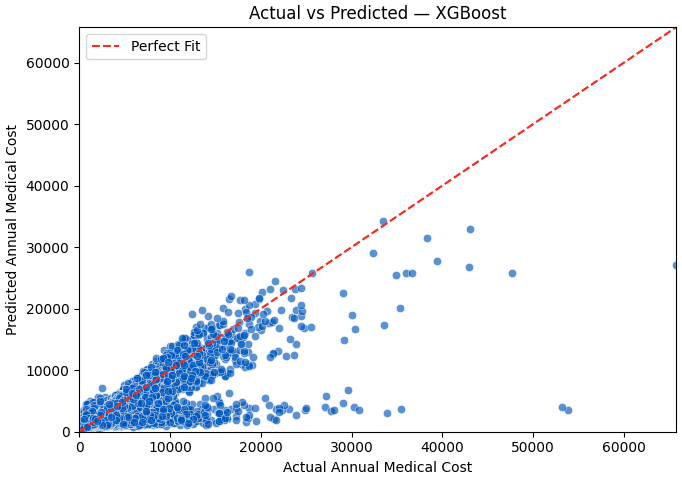 Actual vs Predicted — XGBoost
Perfect Fit
Predicted Annual Medical Cost
60000
50000
40000
30000
20000
10000
0
0 10000 20000 30000 40000 50000 60000
Actual Annual Medical Cost